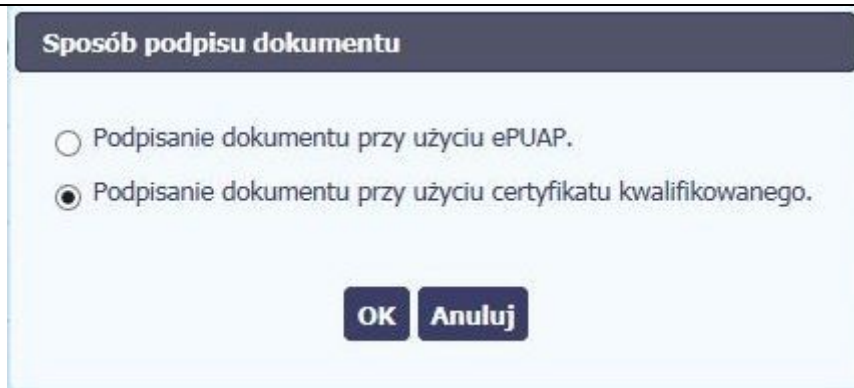 Sposób podpisu dokumentu
Podpisanie dokumentu przy użyciu ePUAP.
Podpisanie dokumentu przy użyciu certyfikatu kwalifikowanego.
OK Anuluj